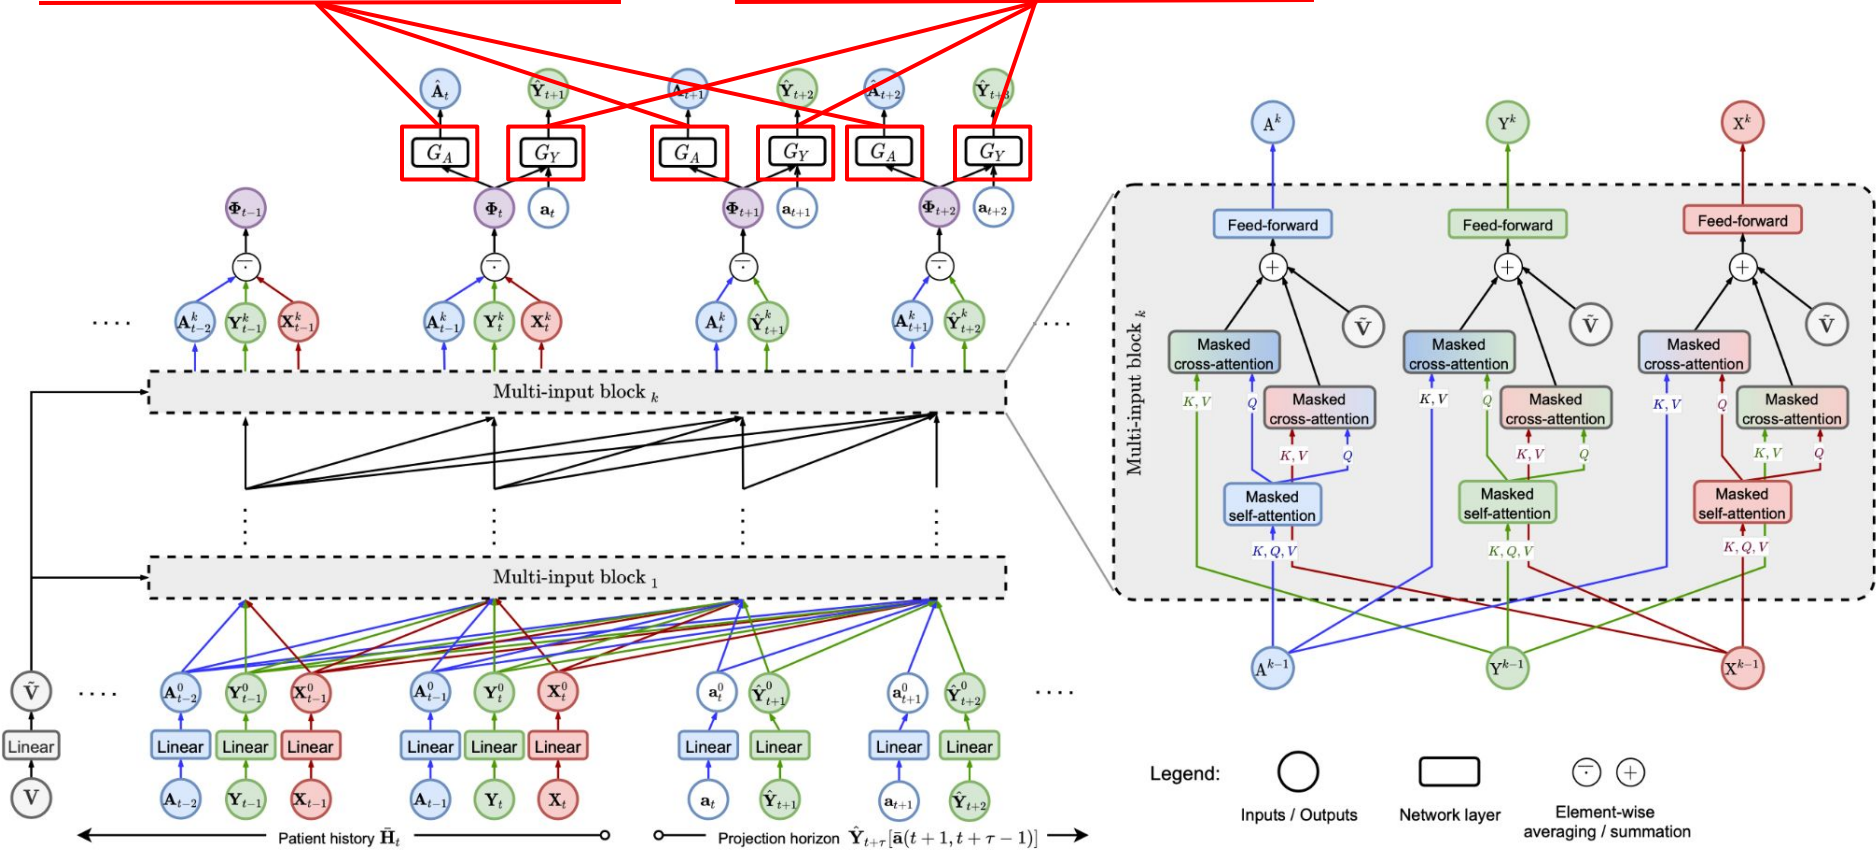 Â_t Ŷ_{t+1} A_{t+1} Ŷ_{t+2} Â_{t+2} Ŷ_{t+3}
G_A G_Y G_A G_Y G_A G_Y
Φ_{t−1} Φ_t a_t Φ_{t+1} a_{t+1} Φ_{t+2} a_{t+2}
.... A^k_{t−2} Y^k_{t−1} X^k_{t−1} A^k_{t−1} Y^k_t X^k_t A^k_t Ŷ^k_{t+1} A^k_{t+1} Ŷ^k_{t+2} ....
Multi-input block _k
Multi-input block _1
Ṽ .... A^0_{t−2} Y^0_{t−1} X^0_{t−1} A^0_{t−1} Y^0_t X^0_t a^0_t Ŷ^0_{t+1} a^0_{t+1} Ŷ^0_{t+2} ....
Linear Linear Linear Linear Linear Linear Linear Linear Linear Linear Linear
V A_{t−2} Y_{t−1} X_{t−1} A_{t−1} Y_t X_t a_t Ŷ_{t+1} a_{t+1} Ŷ_{t+2}
Patient history H̄_t
Projection horizon Ŷ_{t+τ}[ā(t + 1, t + τ − 1)]
A^k Y^k X^k
Multi-input block _k
Feed-forward Feed-forward Feed-forward
+ + +
Ṽ Ṽ Ṽ
Masked cross-attention Masked cross-attention Masked cross-attention
K, V Q K, V Q K, V Q
Masked cross-attention Masked cross-attention Masked cross-attention
K, V Q K, V Q K, V Q
Masked self-attention Masked self-attention Masked self-attention
K, Q, V K, Q, V K, Q, V
A^{k−1} Y^{k−1} X^{k−1}
Legend:
Inputs / Outputs
Network layer
Element-wise
averaging / summation